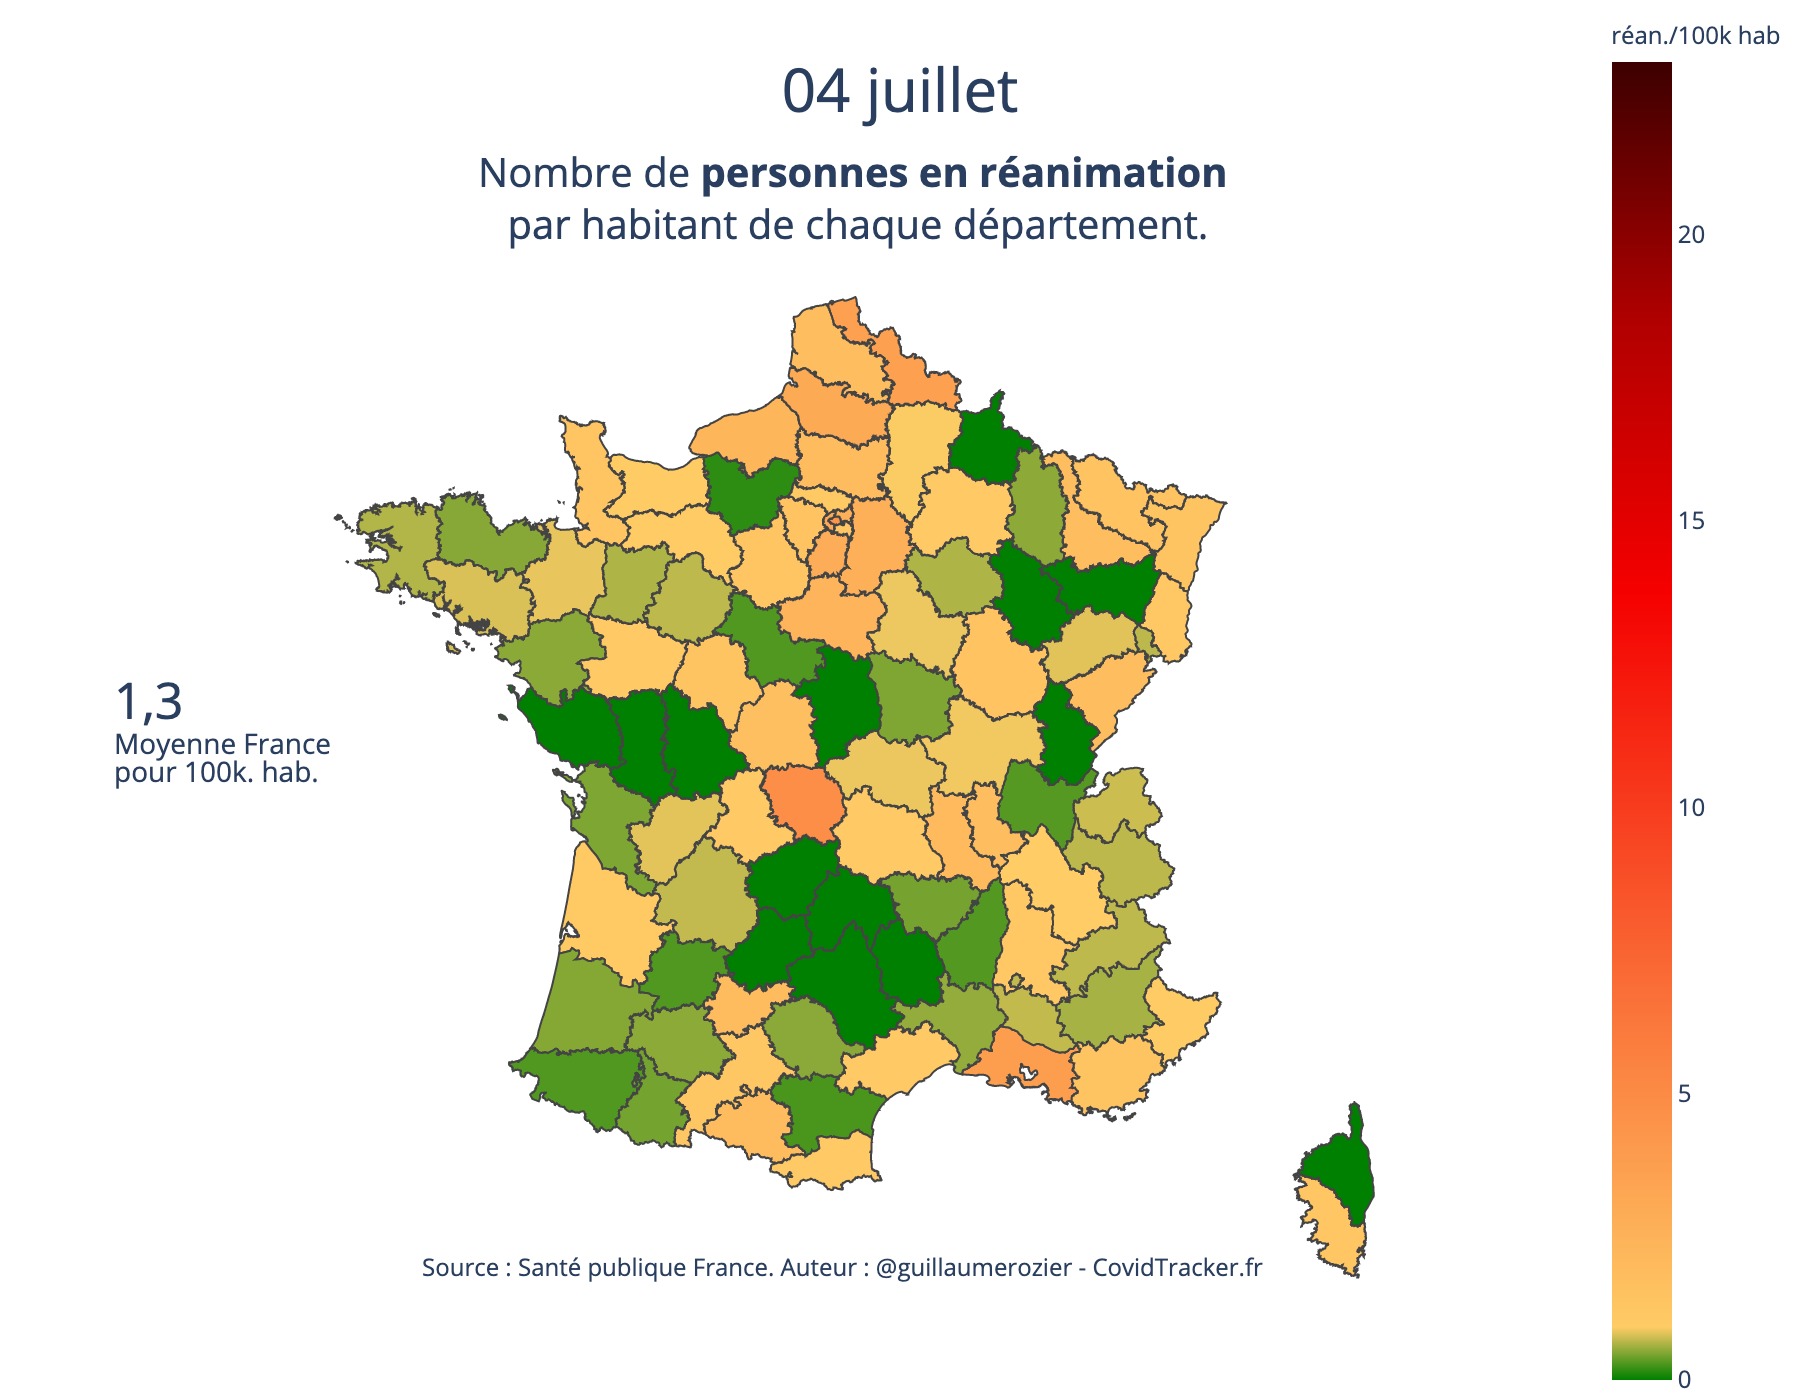 réan./100k hab
04 juillet
Nombre de personnes en réanimation
par habitant de chaque département.
20
15
1,3
Moyenne France
pour 100k. hab.
10
5
Source : Santé publique France. Auteur : @guillaumerozier - CovidTracker.fr
0